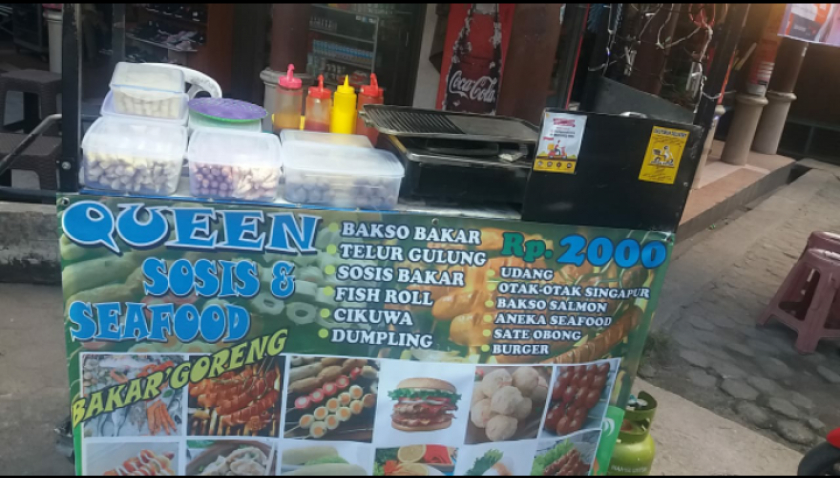 Coca-Cola
QUEEN
SOSIS &
SEAFOOD
BAKAR GORENG
BAKSO BAKAR
TELUR GULUNG
SOSIS BAKAR
FISH ROLL
CIKUWA
DUMPLING
Rp. 2000
UDANG
OTAK-OTAK SINGAPUR
BAKSO SALMON
ANEKA SEAFOOD
SATE OBONG
BURGER